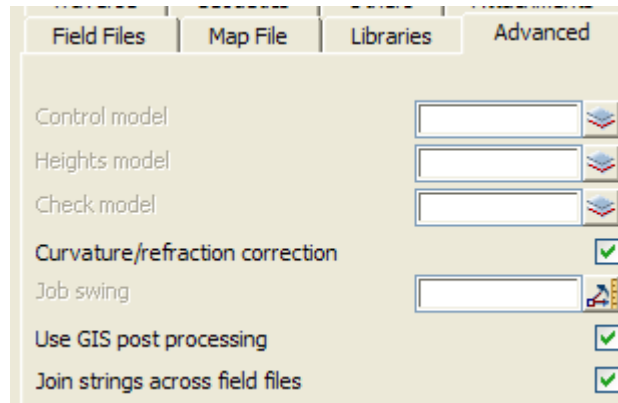 Field Files Map File Libraries Advanced
Control model
Heights model
Check model
Curvature/refraction correction
Job swing
Use GIS post processing
Join strings across field files